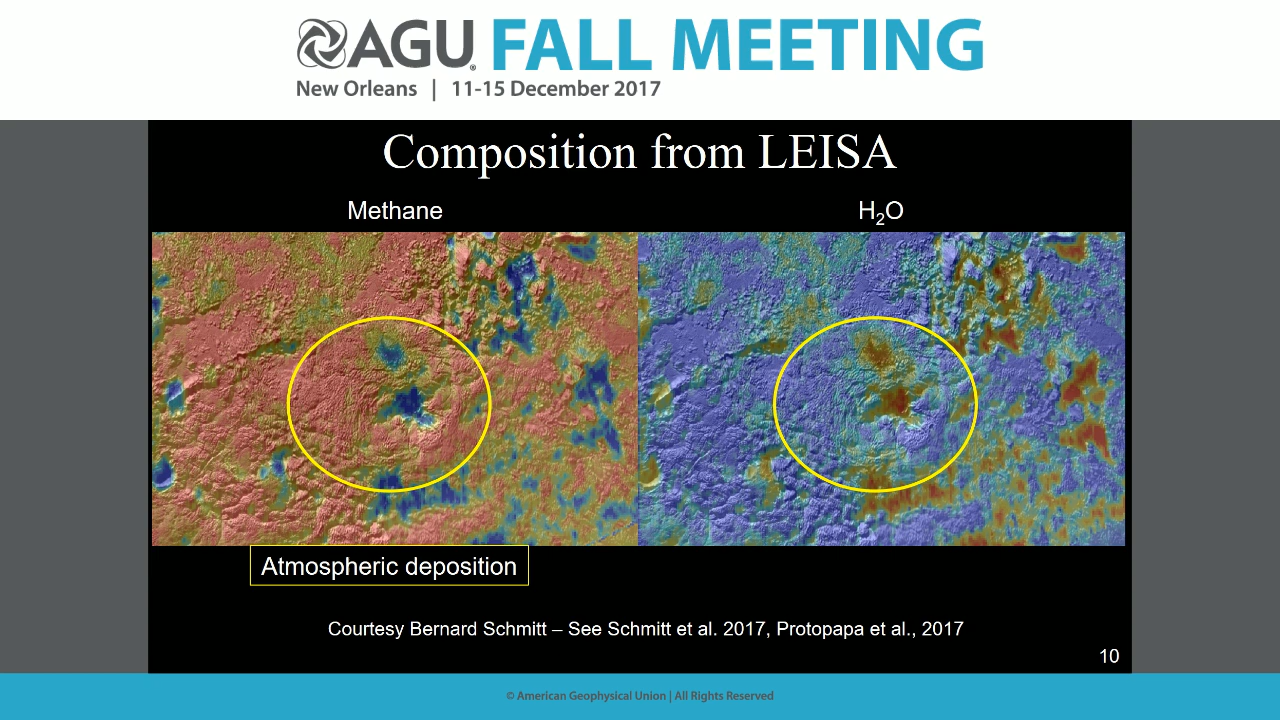 AGU FALL MEETING
New Orleans | 11-15 December 2017
Composition from LEISA
Methane
H₂O
Atmospheric deposition
Courtesy Bernard Schmitt – See Schmitt et al. 2017, Protopapa et al., 2017
10
© American Geophysical Union | All Rights Reserved